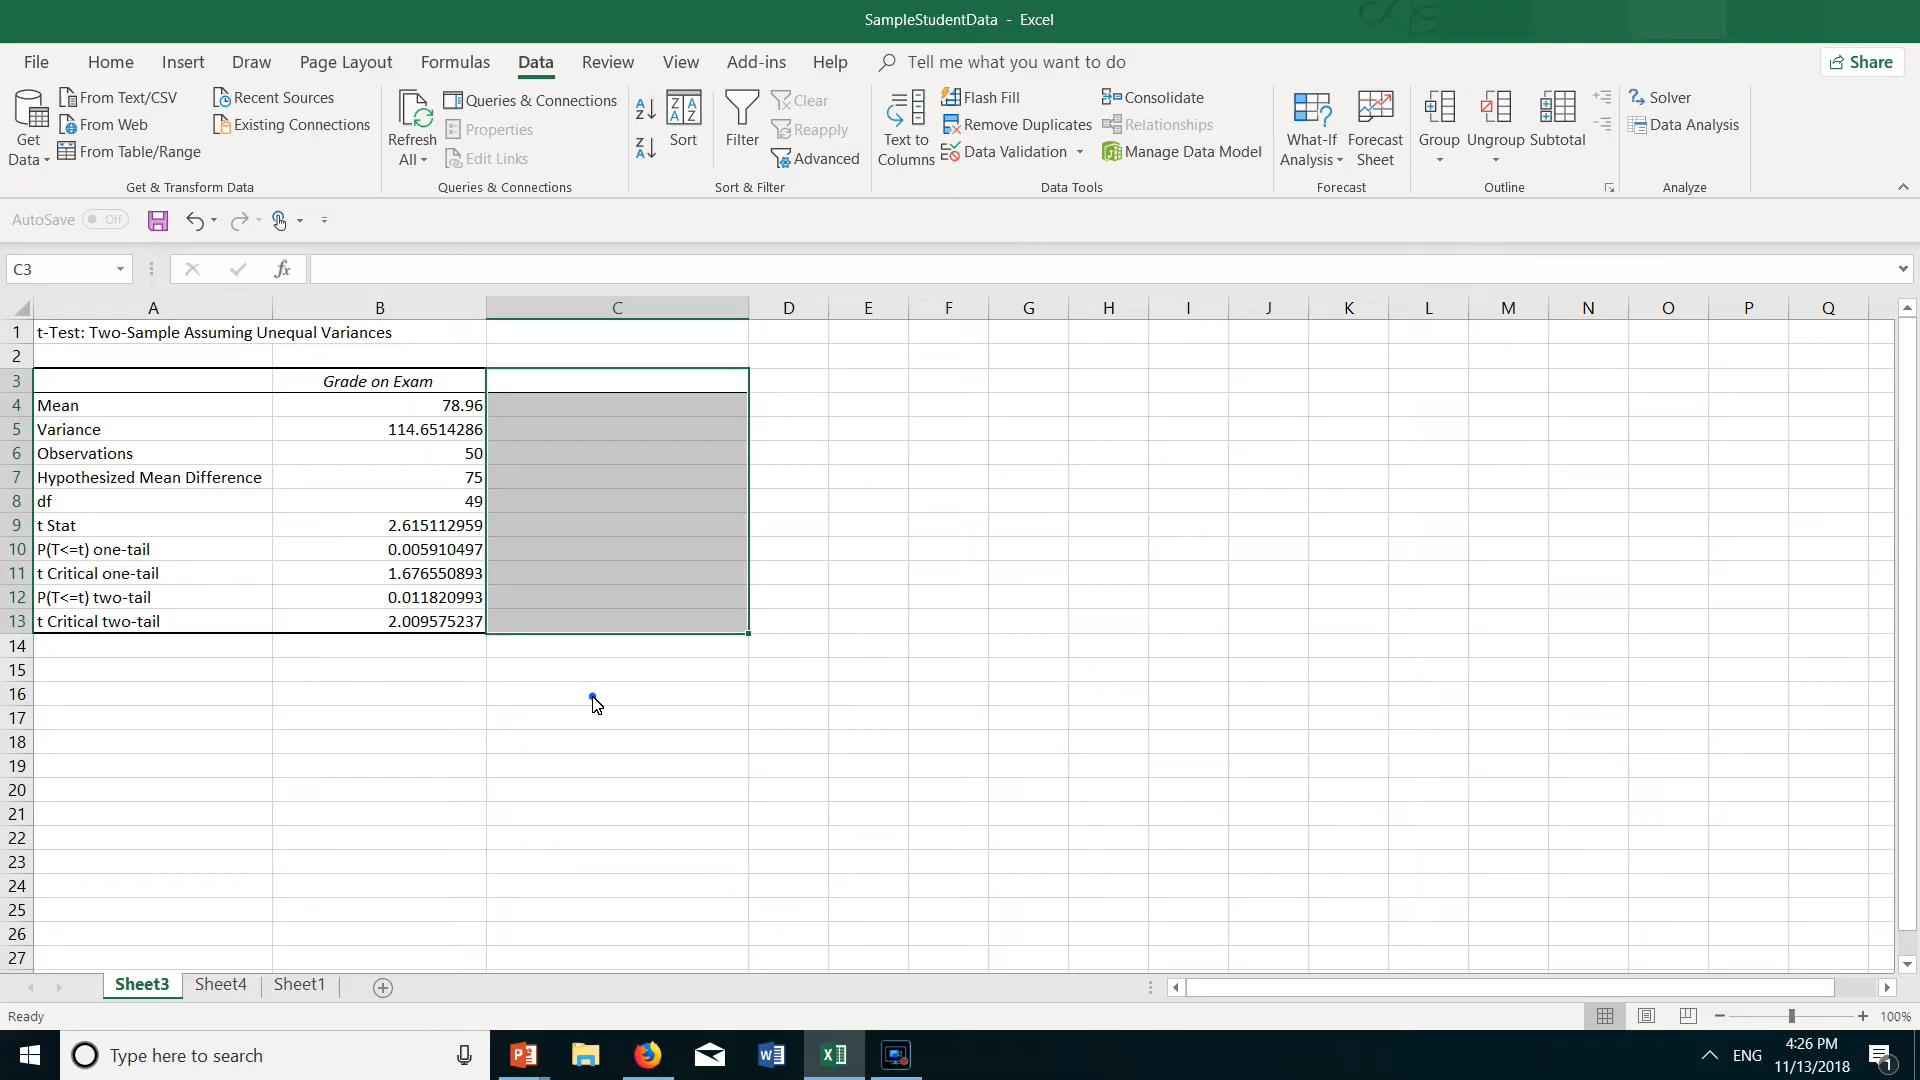 SampleStudentData - Excel
File Home Insert Draw Page Layout Formulas Data Review View Add-ins Help Tell me what you want to do Share
Get Data
From Text/CSV
From Web
From Table/Range
Recent Sources
Existing Connections
Get & Transform Data
Refresh All
Queries & Connections
Properties
Edit Links
Queries & Connections
Sort
Filter
Clear
Reapply
Advanced
Sort & Filter
Text to Columns
Flash Fill
Remove Duplicates
Data Validation
Consolidate
Relationships
Manage Data Model
Data Tools
What-If Analysis
Forecast Sheet
Forecast
Group
Ungroup
Subtotal
Outline
Solver
Data Analysis
Analyze
AutoSave Off
C3 fx
A B C D E F G H I J K L M N O P Q
1 t-Test: Two-Sample Assuming Unequal Variances
2
3 Grade on Exam
4 Mean 78.96
5 Variance 114.6514286
6 Observations 50
7 Hypothesized Mean Difference 75
8 df 49
9 t Stat 2.615112959
10 P(T<=t) one-tail 0.005910497
11 t Critical one-tail 1.676550893
12 P(T<=t) two-tail 0.011820993
13 t Critical two-tail 2.009575237
14
15
16
17
18
19
20
21
22
23
24
25
26
27
Sheet3 Sheet4 Sheet1
Ready 100%
Type here to search
ENG
4:26 PM
11/13/2018
1